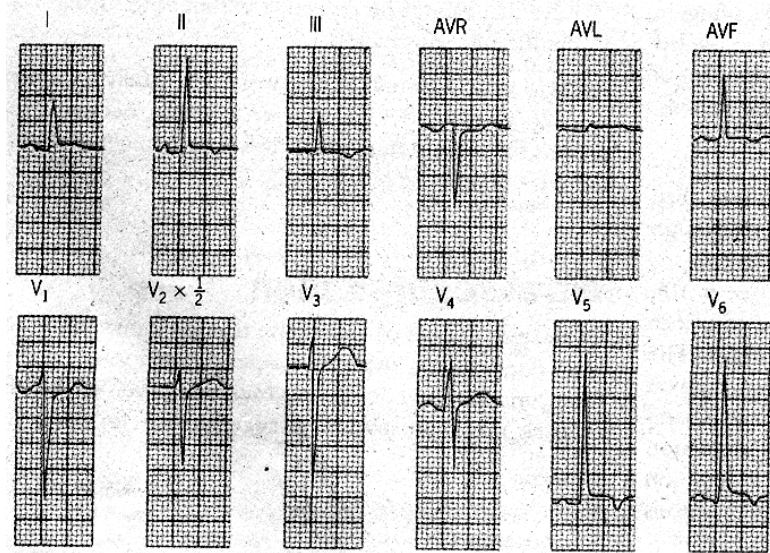 I II III AVR AVL AVF
V₁ V₂ × ½ V₃ V₄ V₅ V₆